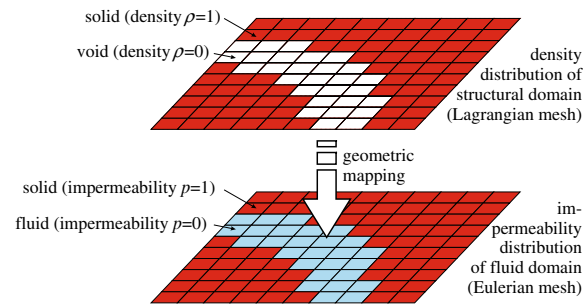 solid (density ρ=1)
void (density ρ=0)
density
distribution of
structural domain
(Lagrangian mesh)
geometric
mapping
solid (impermeability p=1)
fluid (impermeability p=0)
im-
permeability
distribution
of fluid domain
(Eulerian mesh)